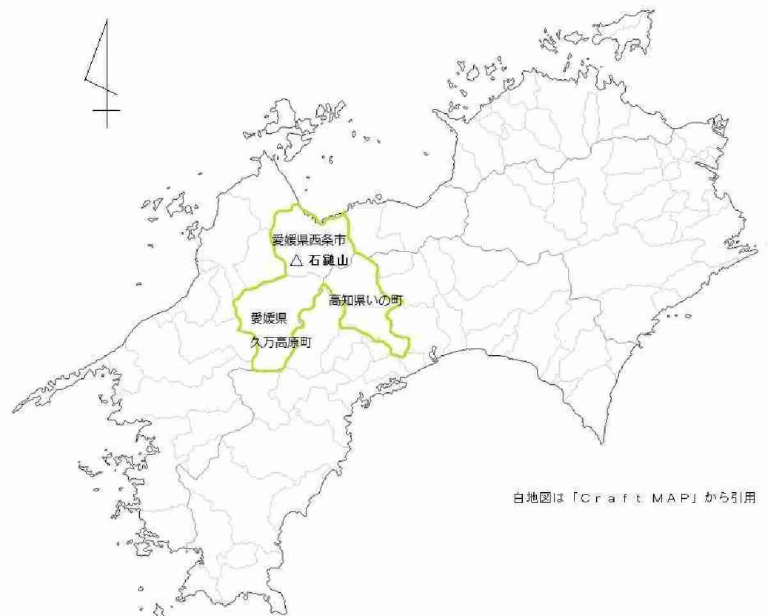 愛媛県西条市
△ 石鎚山
高知県いの町
愛媛県
久万高原町
白地図は「Ｃｒａｆｔ ＭＡＰ」から引用